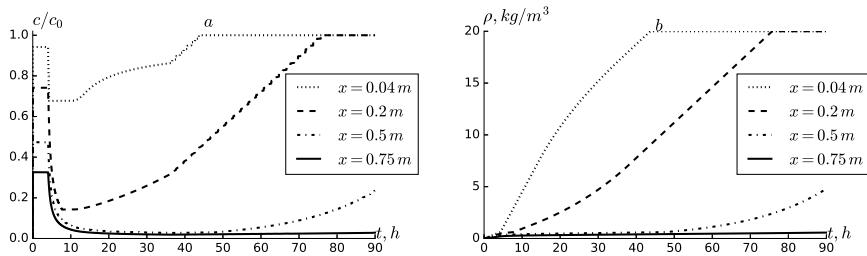 c/c₀
a
1.0
0.8
0.6
0.4
0.2
0.0
0 10 20 30 40 50 60 70 80 90
t, h
x = 0.04 m
x = 0.2 m
x = 0.5 m
x = 0.75 m
ρ, kg/m³
b
20
15
10
5
0
0 10 20 30 40 50 60 70 80 90
t, h
x = 0.04 m
x = 0.2 m
x = 0.5 m
x = 0.75 m